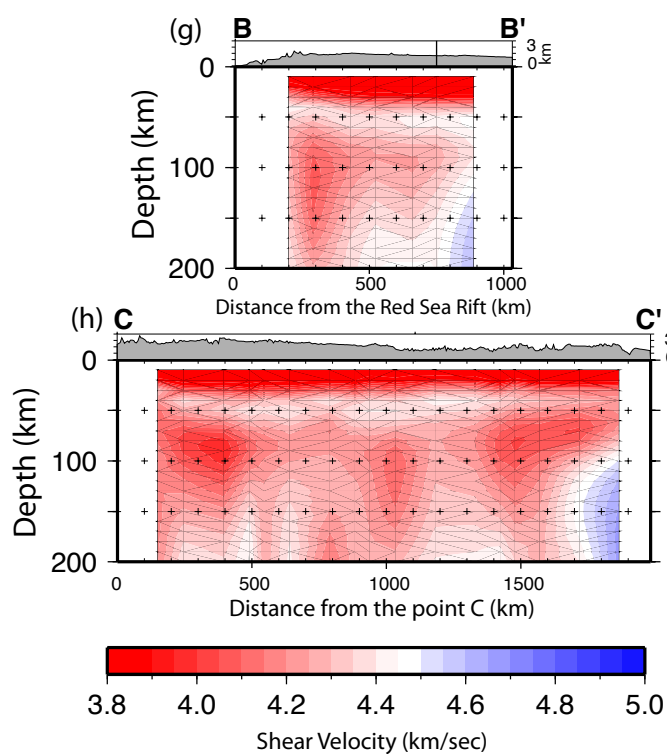 (g) B B'
3
0 km
0
100
200
Depth (km)
0 500 1000
Distance from the Red Sea Rift (km)
(h) C C'
0
100
200
Depth (km)
0 500 1000 1500
Distance from the point C (km)
3.8 4.0 4.2 4.4 4.6 4.8 5.0
Shear Velocity (km/sec)